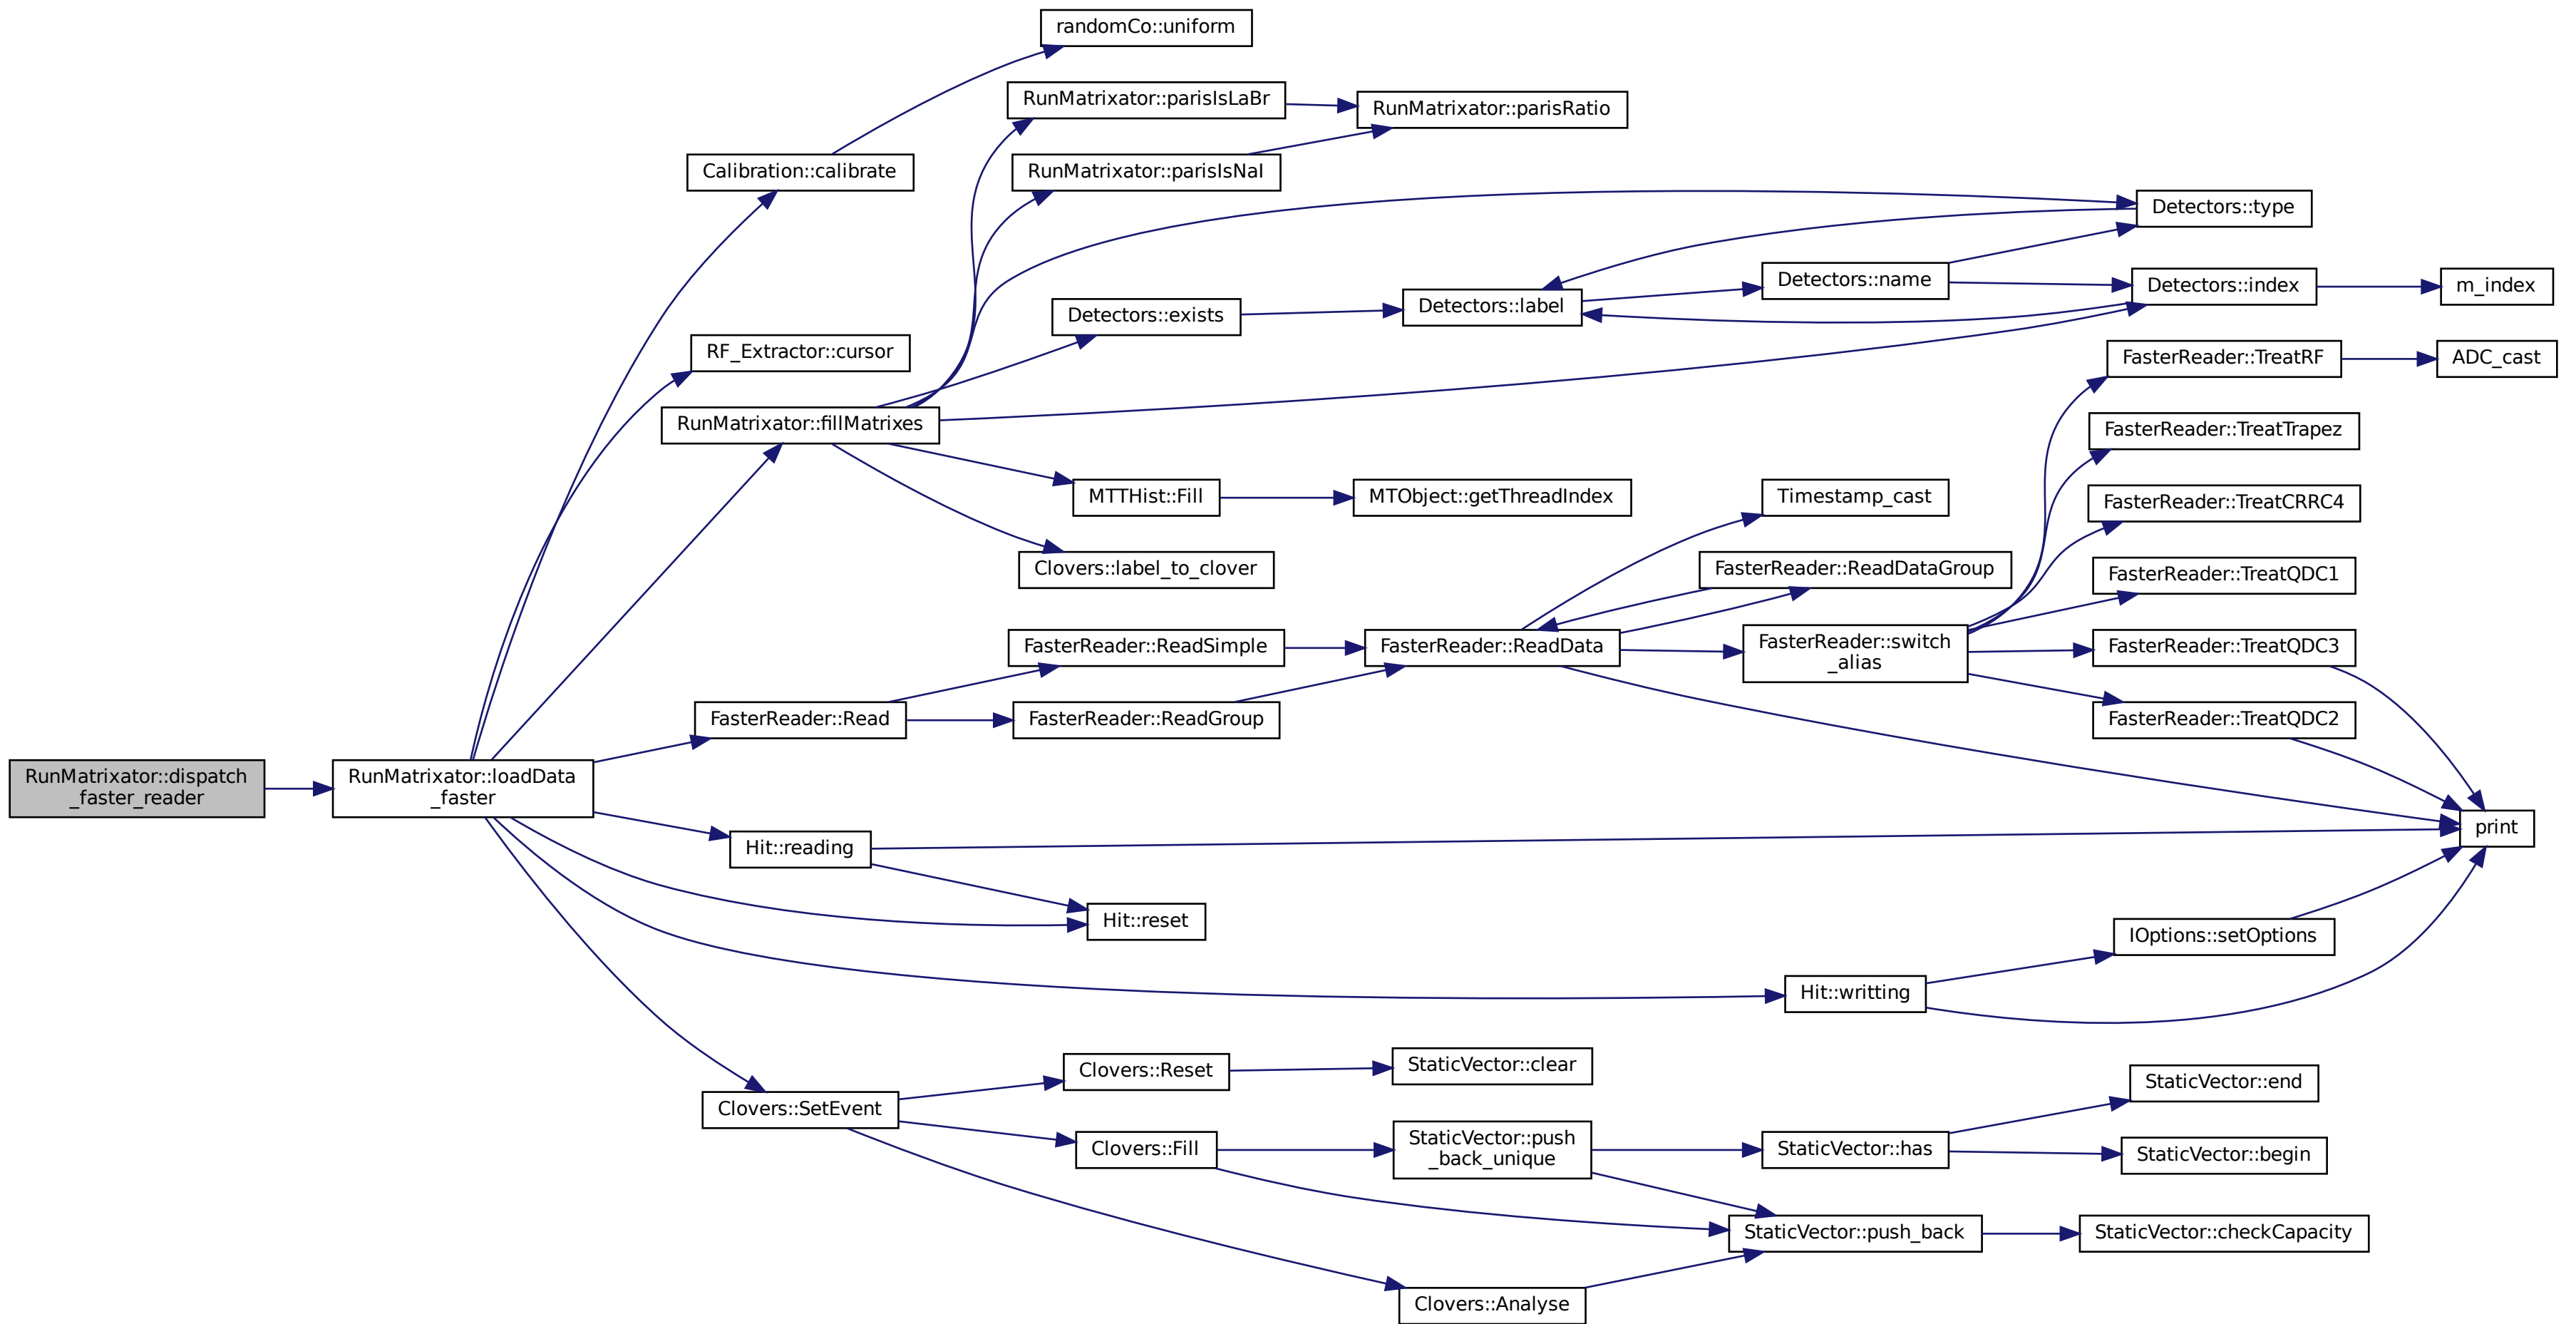 randomCo::uniform
RunMatrixator::parisIsLaBr
RunMatrixator::parisRatio
Calibration::calibrate
RunMatrixator::parisIsNaI
Detectors::type
Detectors::name
Detectors::index
m_index
Detectors::exists
Detectors::label
RF_Extractor::cursor
FasterReader::TreatRF
ADC_cast
RunMatrixator::fillMatrixes
FasterReader::TreatTrapez
MTTHist::Fill
MTObject::getThreadIndex
Timestamp_cast
FasterReader::TreatCRRC4
Clovers::label_to_clover
FasterReader::ReadDataGroup
FasterReader::TreatQDC1
FasterReader::ReadSimple
FasterReader::ReadData
FasterReader::switch
_alias
FasterReader::TreatQDC3
FasterReader::Read
FasterReader::ReadGroup
FasterReader::TreatQDC2
RunMatrixator::dispatch
_faster_reader
RunMatrixator::loadData
_faster
print
Hit::reading
Hit::reset
IOptions::setOptions
Hit::writting
Clovers::Reset
StaticVector::clear
StaticVector::end
Clovers::SetEvent
Clovers::Fill
StaticVector::push
_back_unique
StaticVector::has
StaticVector::begin
StaticVector::push_back
StaticVector::checkCapacity
Clovers::Analyse